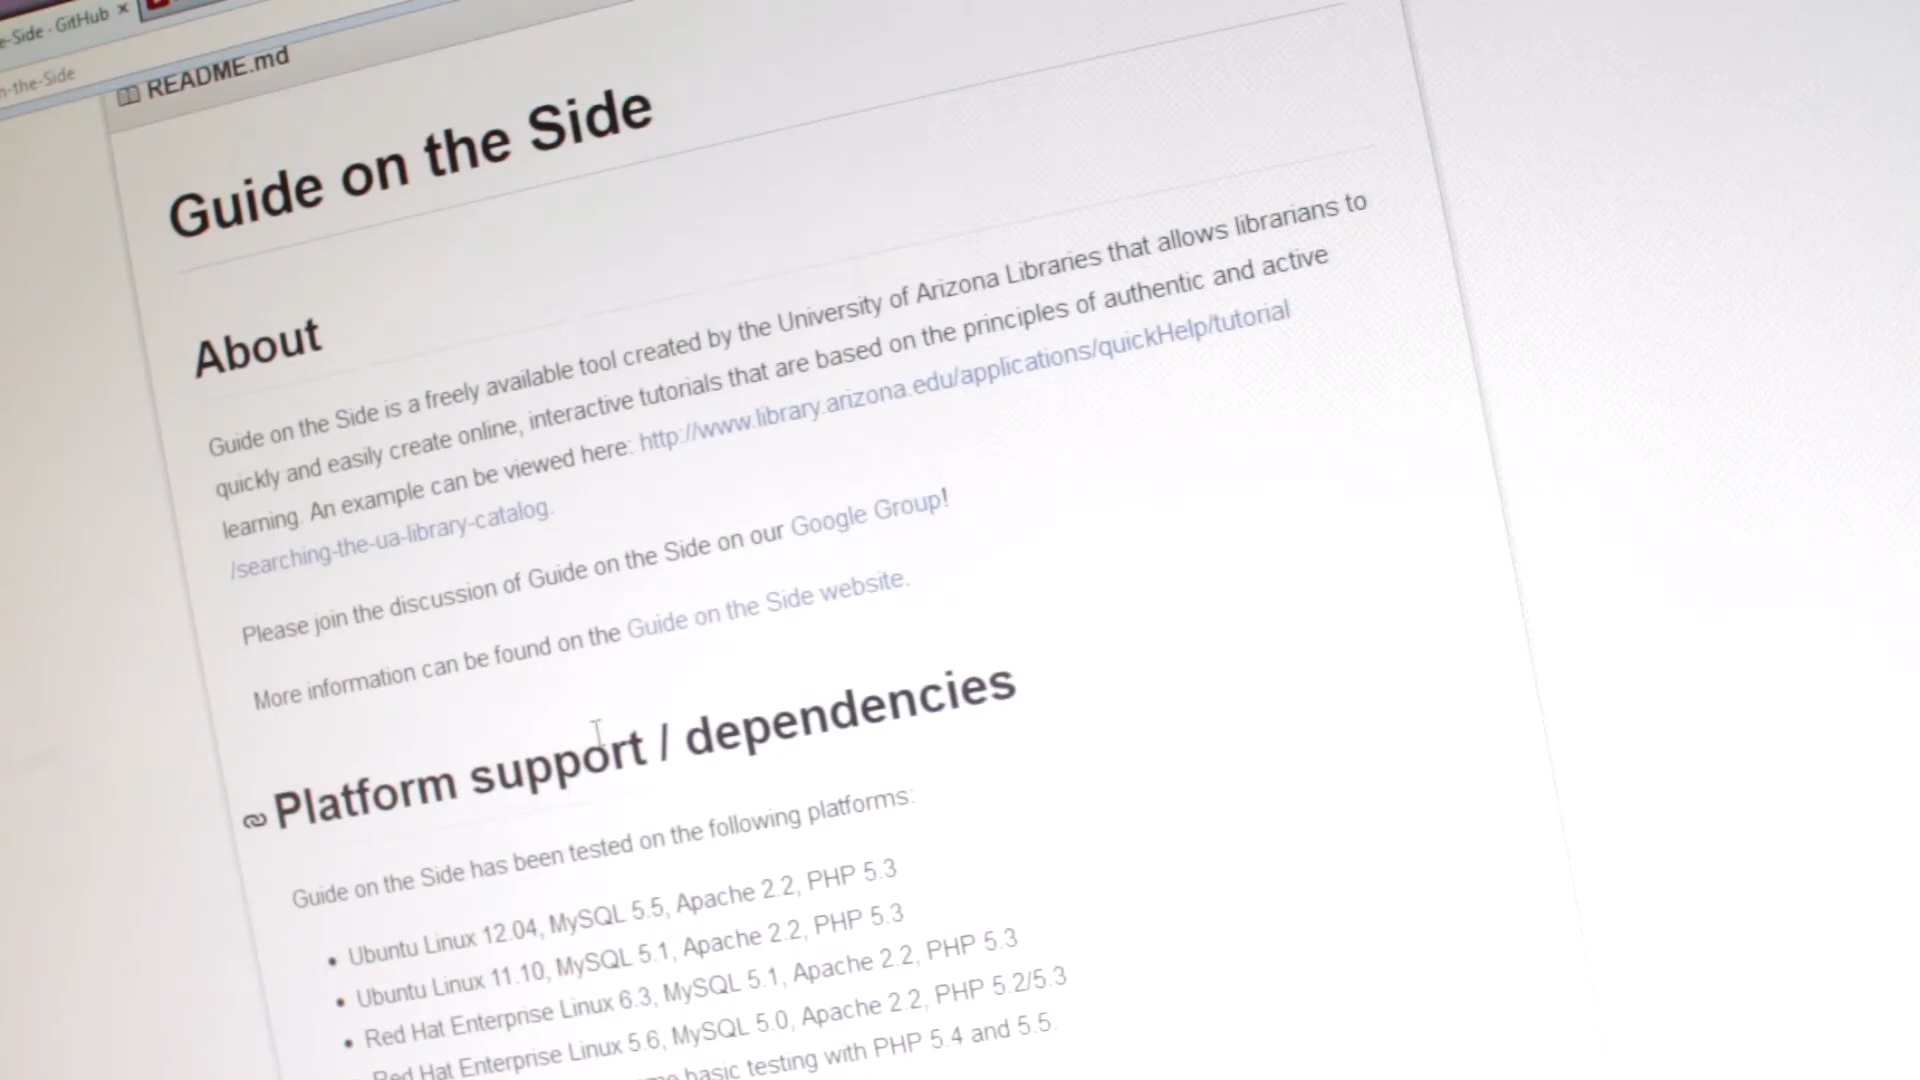 e-Side · GitHub ×
n-the-Side
README.md
Guide on the Side
About
Guide on the Side is a freely available tool created by the University of Arizona Libraries that allows librarians to
quickly and easily create online, interactive tutorials that are based on the principles of authentic and active
learning. An example can be viewed here: http://www.library.arizona.edu/applications/quickHelp/tutorial
/searching-the-ua-library-catalog.
Please join the discussion of Guide on the Side on our Google Group!
More information can be found on the Guide on the Side website.
Platform support / dependencies
Guide on the Side has been tested on the following platforms:
• Ubuntu Linux 12.04, MySQL 5.5, Apache 2.2, PHP 5.3
• Ubuntu Linux 11.10, MySQL 5.1, Apache 2.2, PHP 5.3
• Red Hat Enterprise Linux 6.3, MySQL 5.1, Apache 2.2, PHP 5.3
Red Hat Enterprise Linux 5.6, MySQL 5.0, Apache 2.2, PHP 5.2/5.3
basic testing with PHP 5.4 and 5.5.